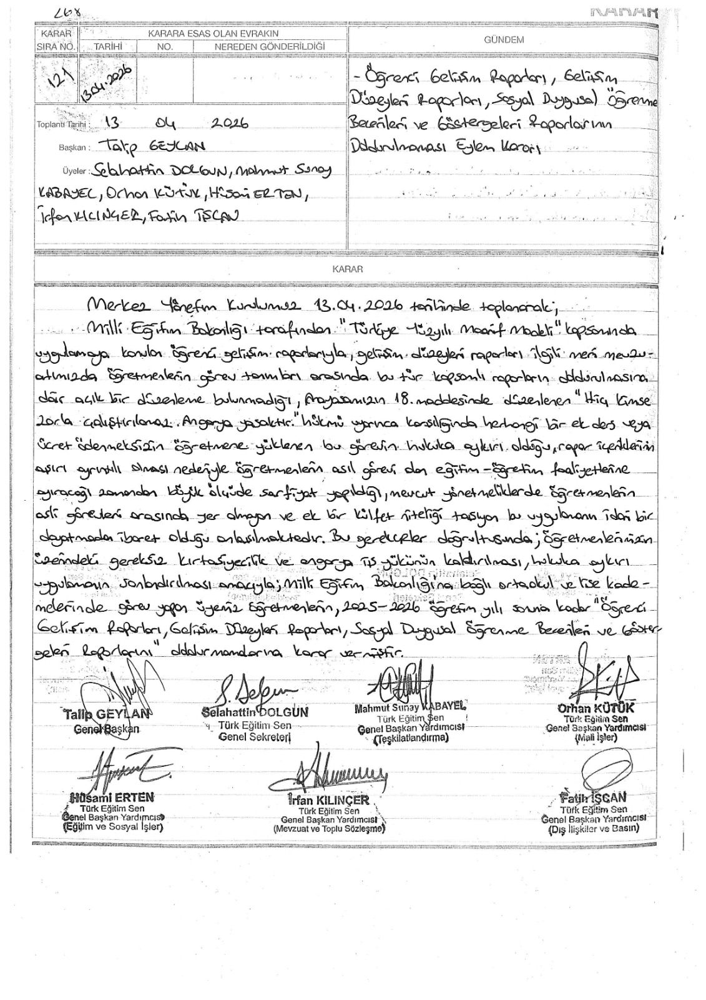 268
KARAR
KARAR SIRA NO.
KARARA ESAS OLAN EVRAKIN
TARİHİ NO. NEREDEN GÖNDERİLDİĞİ
GÜNDEM
121
13.04.2026
- Öğrenci Gelişim Raporları, Gelişim
Düzeyleri Raporları, Sosyal Duygusal Öğrenme
Becerileri ve Göstergeleri Raporlarının
Doldurulmaması Eylem Kararı
Toplantı Tarihi : 13 04 2026
Başkan : Talip GEYLAN
Üyeler : Selahattin DOLGUN, Mahmut Sunay
KABAYEL, Orhan KÜTÜK, Hüsami ERTEN,
İrfan KILINÇER, Fatih İŞCAN
KARAR
Merkez Yönetim Kurulumuz 13.04.2026 tarihinde toplanarak;
Milli Eğitim Bakanlığı tarafından "Türkiye Yüzyılı Maarif Modeli" kapsamında
uygulamaya konulan öğrenci gelişim raporlarıyla, gelişim düzeyleri raporları ilgili meri mevzu-
atımızda öğretmenlerin görev tanımları arasında bu tür kapsamlı raporların doldurulmasına
dair açık bir düzenleme bulunmadığı, Anayasamızın 18. maddesinde düzenlenen "Hiç Kimse
zorla çalıştırılamaz. Angarya yasaktır." hükmü uyarınca karşılığında herhangi bir ek ders veya
ücret ödenmeksizin öğretmene yüklenen bu görevin hukuka aykırı olduğu, rapor içeriklerinin
aşırı ayrıntılı olması nedeniyle öğretmenlerin asıl görevi olan eğitim-öğretim faaliyetlerine
ayıracağı zamandan büyük ölçüde sarfiyat yapıldığı, mevcut yönetmeliklerde öğretmenlerin
asli görevleri arasında yer almayan ve ek bir külfet niteliği taşıyan bu uygulamanın idari bir
dayatmadan ibaret olduğu anlaşılmaktadır. Bu gerekçeler doğrultusunda; öğretmenlerimizin
üzerindeki gereksiz kırtasiyecilik ve angarya iş yükünün kaldırılması, hukuka aykırı
uygulamanın sonlandırılması amacıyla; Milli Eğitim Bakanlığı'na bağlı ortaokul ve lise kade-
melerinde görev yapan üyemiz öğretmenlerin, 2025-2026 öğretim yılı sonuna kadar "Öğrenci
Gelişim Raporları, Gelişim Düzeyleri Raporları, Sosyal Duygusal Öğrenme Becerileri ve Göster-
geleri Raporlarını" doldurmamalarına karar vermiştir.
Talip GEYLAN
Genel Başkan
Selahattin DOLGUN
Türk Eğitim Sen
Genel Sekreteri
Mahmut Sunay KABAYEL
Türk Eğitim Sen
Genel Başkan Yardımcısı
(Teşkilatlandırma)
Orhan KÜTÜK
Türk Eğitim Sen
Genel Başkan Yardımcısı
(Mali İşler)
Hüsami ERTEN
Türk Eğitim Sen
Genel Başkan Yardımcısı
(Eğitim ve Sosyal İşler)
İrfan KILINÇER
Türk Eğitim Sen
Genel Başkan Yardımcısı
(Mevzuat ve Toplu Sözleşme)
Fatih İŞCAN
Türk Eğitim Sen
Genel Başkan Yardımcısı
(Dış İlişkiler ve Basın)